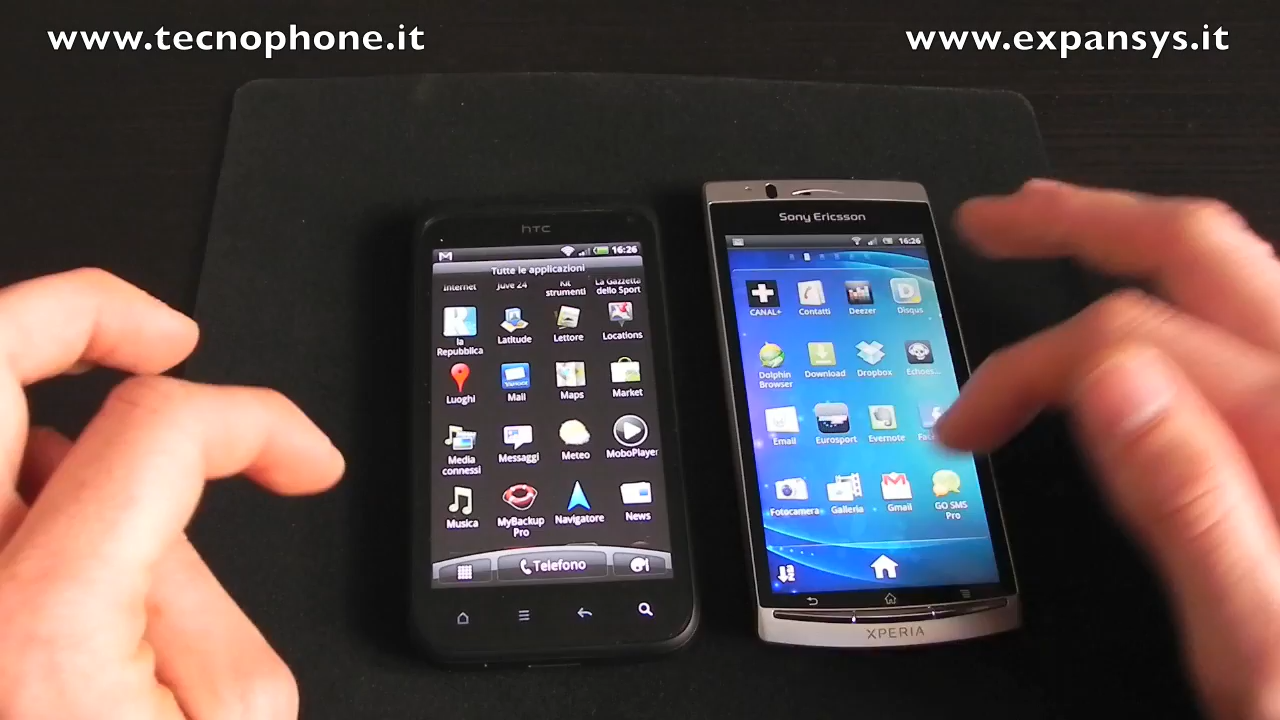 www.tecnophone.it
www.expansys.it
hTC
16:26
Tutte le applicazioni
Internet
Juve 24
Kit strumenti
La Gazzetta dello Sport
la Repubblica
Latitude
Lettore
Locations
Luoghi
Mail
Maps
Market
Media connessi
Messaggi
Meteo
MoboPlayer
Musica
MyBackup Pro
Navigatore
News
Telefono
Sony Ericsson
16:26
CANAL+
Contatti
Deezer
Disqus
Dolphin Browser
Download
Dropbox
Echoes...
Email
Eurosport
Evernote
Fotocamera
Galleria
Gmail
GO SMS Pro
XPERIA